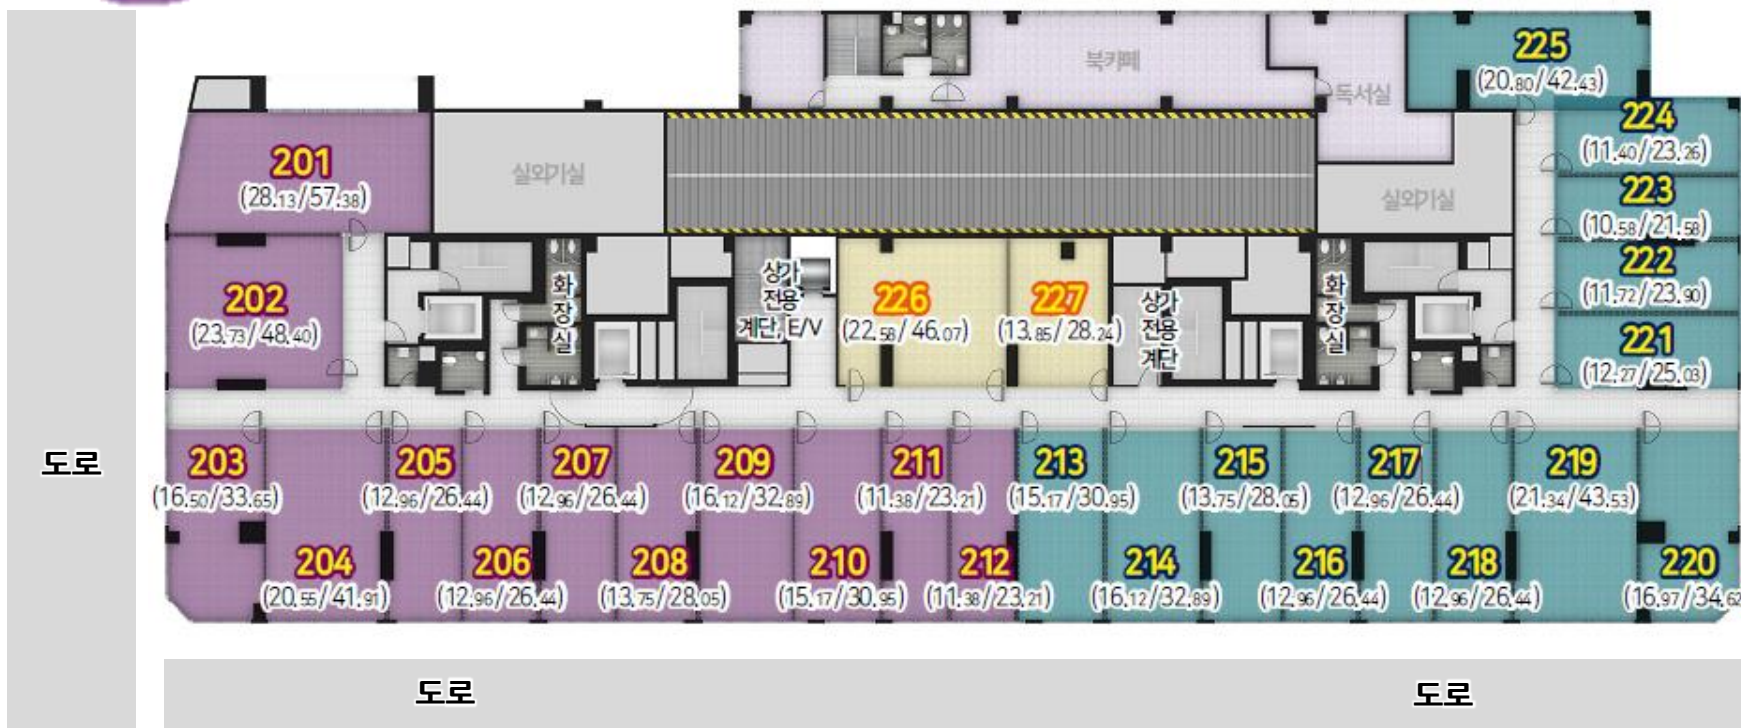 북카페
225
(20.80/42.43)
독서실
224
(11.40/23.26)
201
(28.13/57.38)
실외기실
실외기실
223
(10.58/21.58)
222
(11.72/23.90)
202
(23.73/48.40)
화
장
실
상가
전용
계단, E/V
226
(22.58/46.07)
227
(13.85/28.24)
상가
전용
계단
화
장
실
221
(12.27/25.03)
도로
203
(16.50/33.65)
205
(12.96/26.44)
207
(12.96/26.44)
209
(16.12/32.89)
211
(11.38/23.21)
213
(15.17/30.95)
215
(13.75/28.05)
217
(12.96/26.44)
219
(21.34/43.53)
204
(20.55/41.91)
206
(12.96/26.44)
208
(13.75/28.05)
210
(15.17/30.95)
212
(11.38/23.21)
214
(16.12/32.89)
216
(12.96/26.44)
218
(12.96/26.44)
220
(16.97/34.62
도로
도로